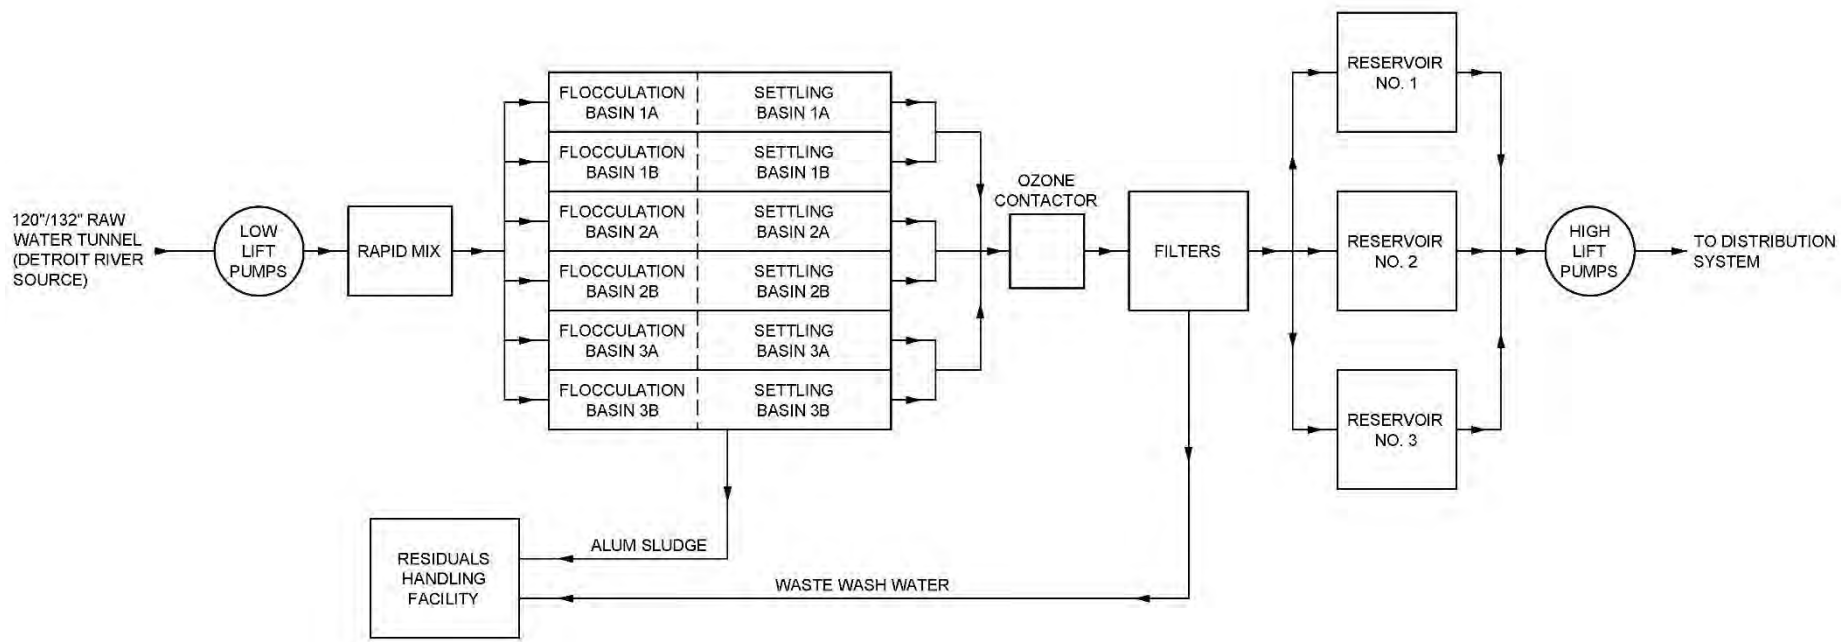 120"/132" RAW
WATER TUNNEL
(DETROIT RIVER
SOURCE)
LOW
LIFT
PUMPS
RAPID MIX
FLOCCULATION
BASIN 1A
SETTLING
BASIN 1A
FLOCCULATION
BASIN 1B
SETTLING
BASIN 1B
FLOCCULATION
BASIN 2A
SETTLING
BASIN 2A
FLOCCULATION
BASIN 2B
SETTLING
BASIN 2B
FLOCCULATION
BASIN 3A
SETTLING
BASIN 3A
FLOCCULATION
BASIN 3B
SETTLING
BASIN 3B
OZONE
CONTACTOR
FILTERS
RESERVOIR
NO. 1
RESERVOIR
NO. 2
RESERVOIR
NO. 3
HIGH
LIFT
PUMPS
TO DISTRIBUTION
SYSTEM
ALUM SLUDGE
WASTE WASH WATER
RESIDUALS
HANDLING
FACILITY